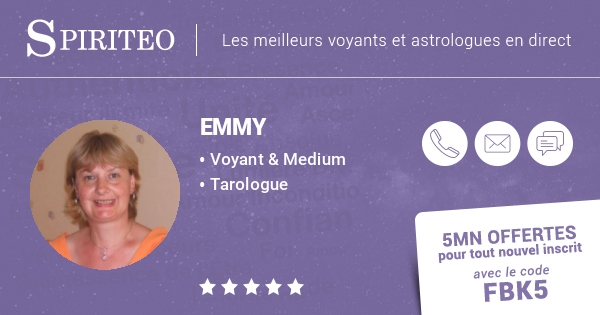 SPIRITEO
Les meilleurs voyants et astrologues en direct
EMMY
• Voyant & Medium
• Tarologue
5MN OFFERTES
pour tout nouvel inscrit
avec le code
FBK5